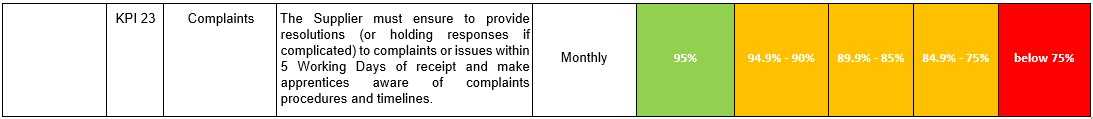 KPI 23
Complaints
The Supplier must ensure to provide
resolutions (or holding responses if
complicated) to complaints or issues within
5 Working Days of receipt and make
apprentices aware of complaints
procedures and timelines.
Monthly
95%
94.9% - 90%
89.9% - 85%
84.9% - 75%
below 75%